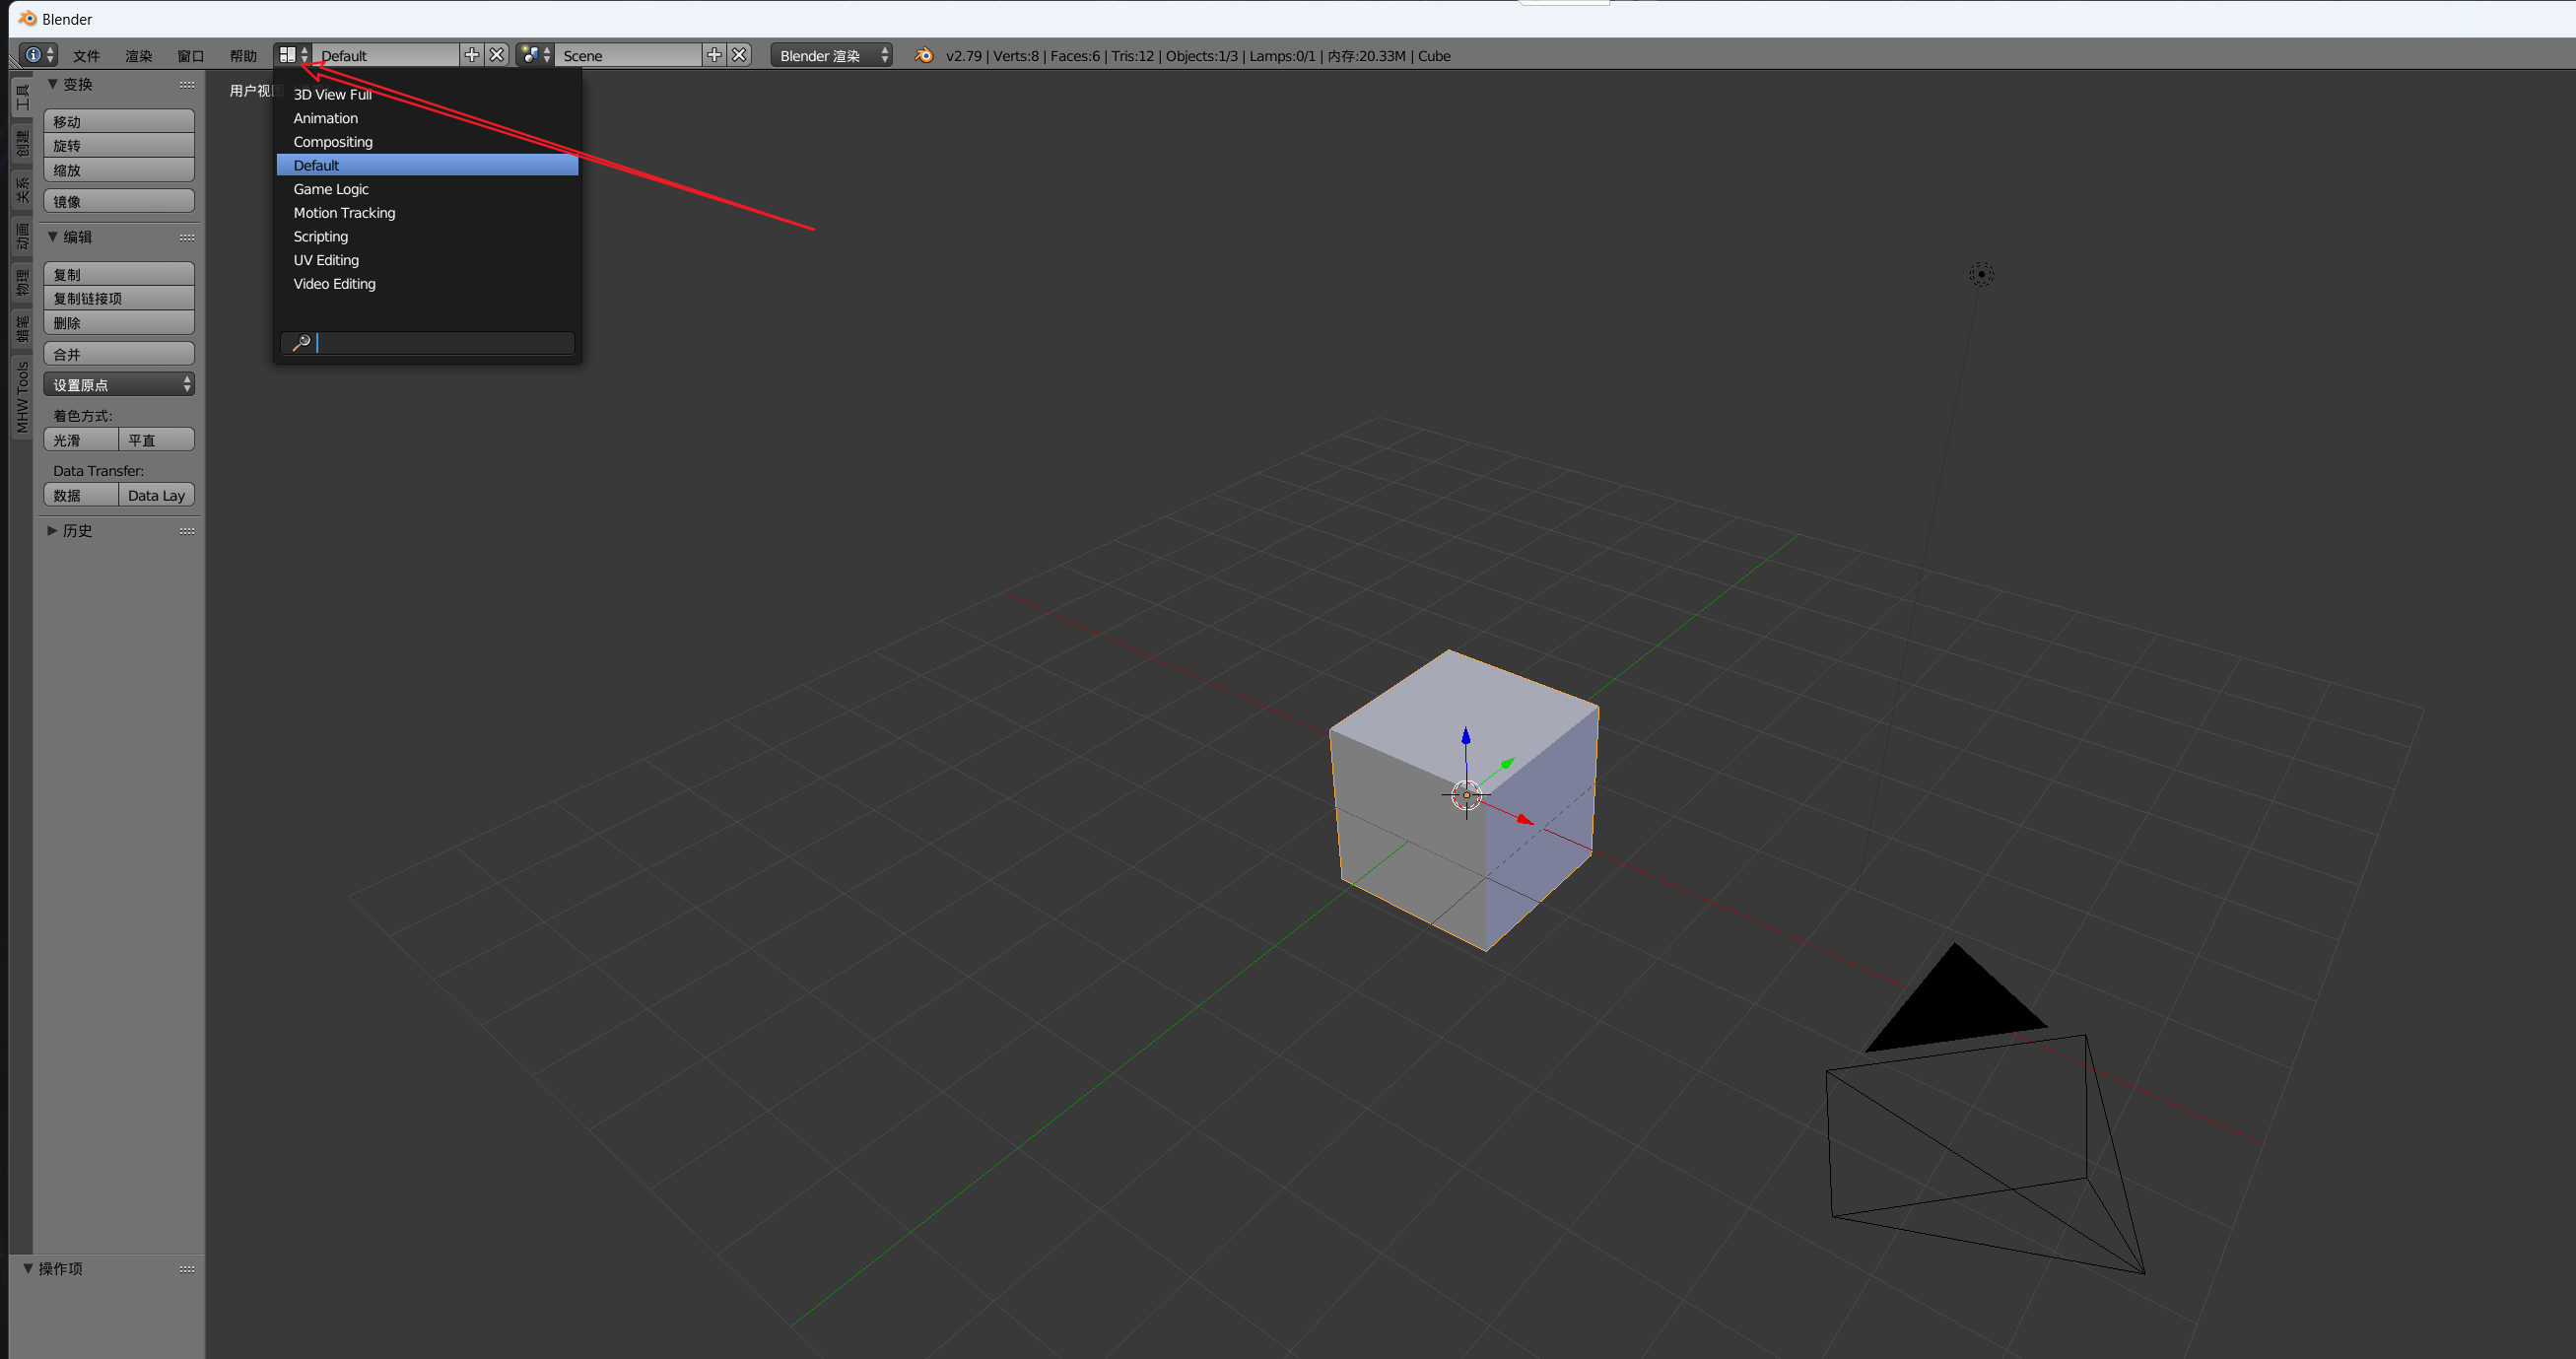 Blender
文件 渲染 窗口 帮助 Default Scene Blender 渲染 v2.79 | Verts:8 | Faces:6 | Tris:12 | Objects:1/3 | Lamps:0/1 | 内存:20.33M | Cube
工具
创建
关系
动画
物理
蜡笔
MHW Tools
变换
移动
旋转
缩放
镜像
编辑
复制
复制链接项
删除
合并
设置原点
着色方式:
光滑 平直
Data Transfer:
数据 Data Lay
历史
操作项
用户视图
3D View Full
Animation
Compositing
Default
Game Logic
Motion Tracking
Scripting
UV Editing
Video Editing